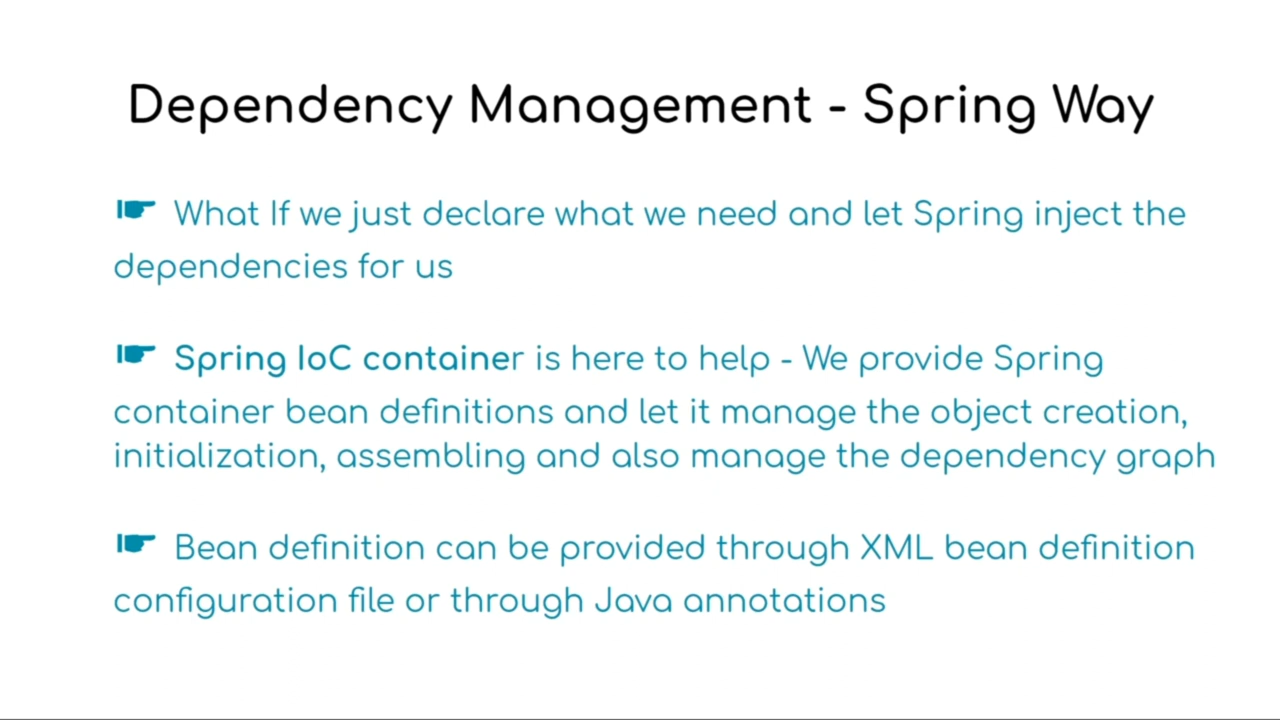 Dependency Management - Spring Way
☛ What If we just declare what we need and let Spring inject the
dependencies for us
☛ Spring IoC container is here to help - We provide Spring
container bean definitions and let it manage the object creation,
initialization, assembling and also manage the dependency graph
☛ Bean definition can be provided through XML bean definition
configuration file or through Java annotations